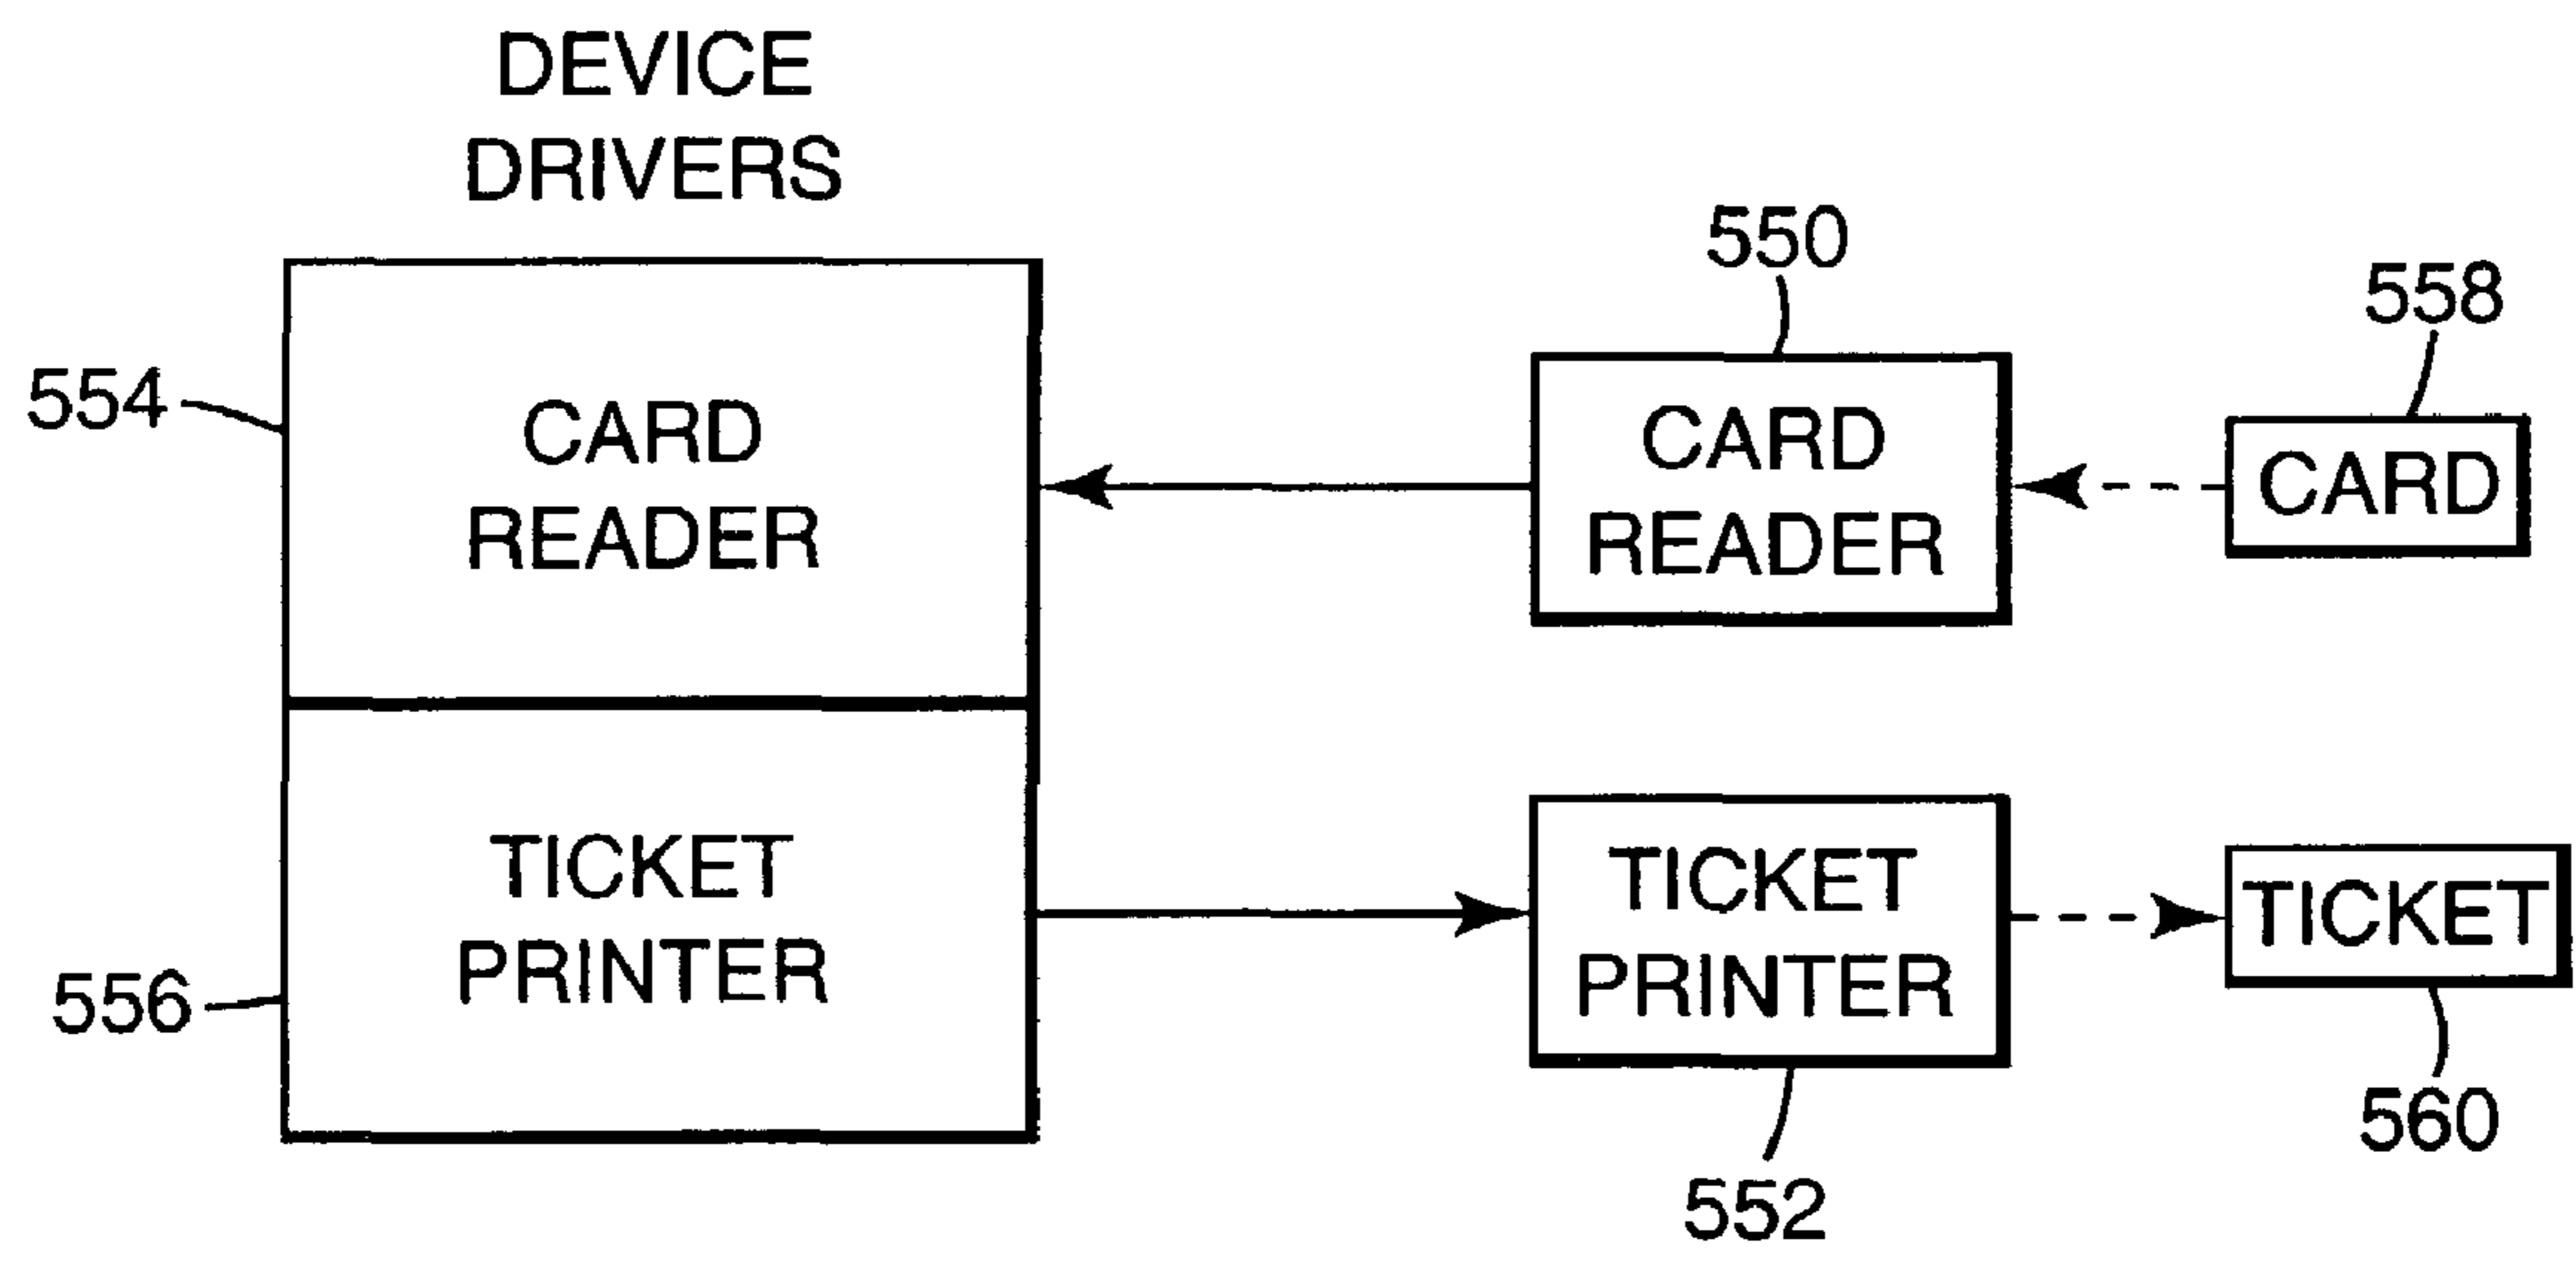 DEVICE
DRIVERS
550
558
554
CARD
READER
CARD
READER
CARD
TICKET
PRINTER
TICKET
PRINTER
TICKET
556
552
560